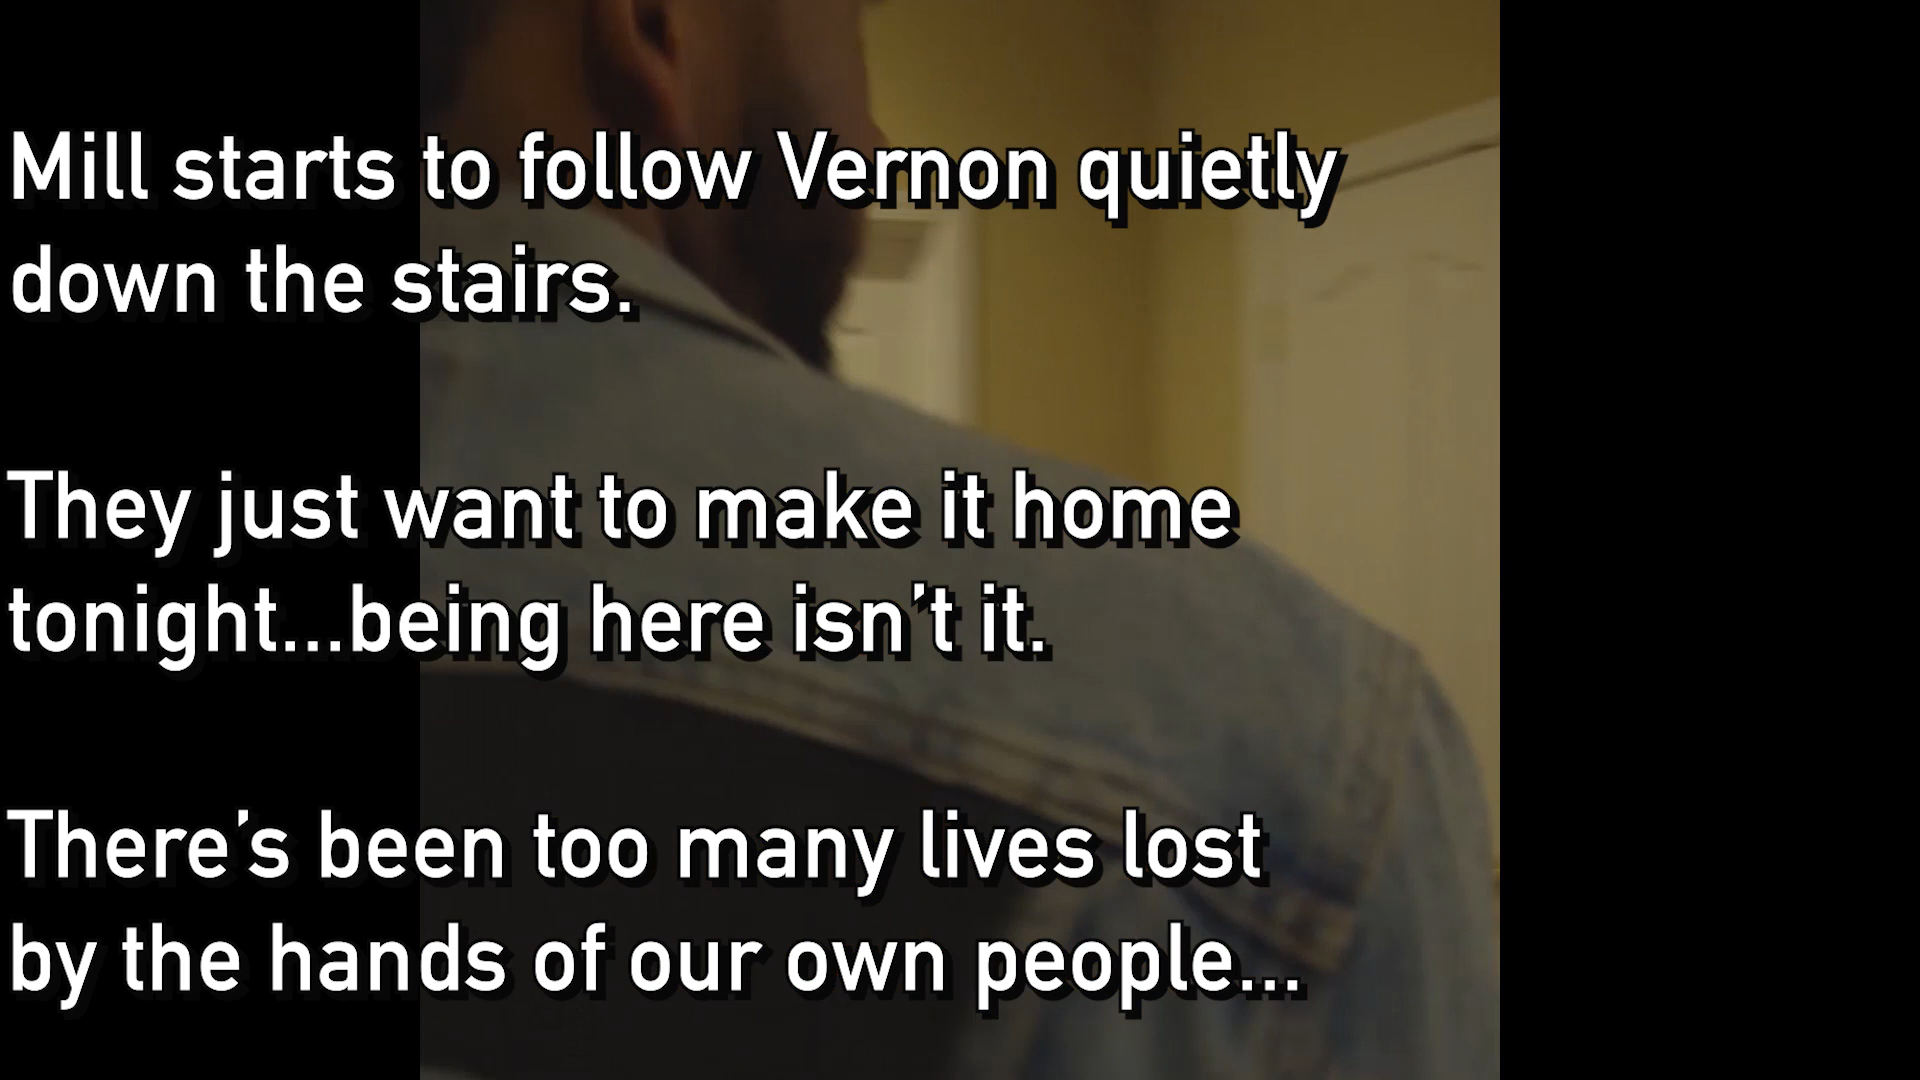 Mill starts to follow Vernon quietly
down the stairs.
They just want to make it home
tonight...being here isn’t it.
There’s been too many lives lost
by the hands of our own people...